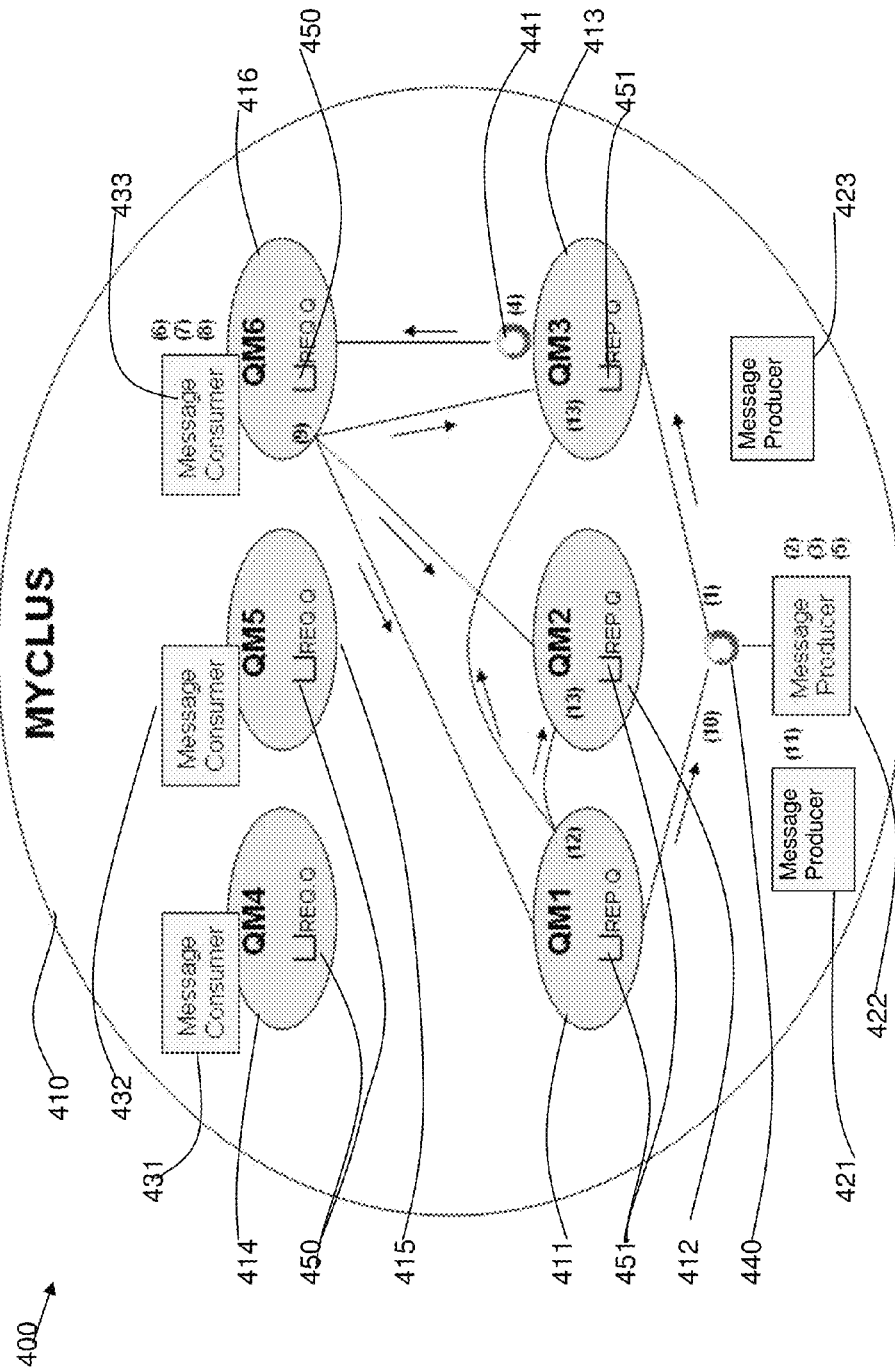 400
MYCLUS
410
432
431
433
416
450
441
413
451
423
414
450
415
411
451
412
440
421
422
Message
Consumer
QM4
REQ Q
Message
Consumer
QM5
REQ Q
Message
Consumer
(6)
(7)
(8)
QM6
REQ Q
(9)
(4)
QM1
REP Q
(12)
QM2
REP Q
(13)
QM3
REP Q
(13)
(10)
(1)
Message
Producer
(11)
Message
Producer
(2)
(3)
(5)
Message
Producer